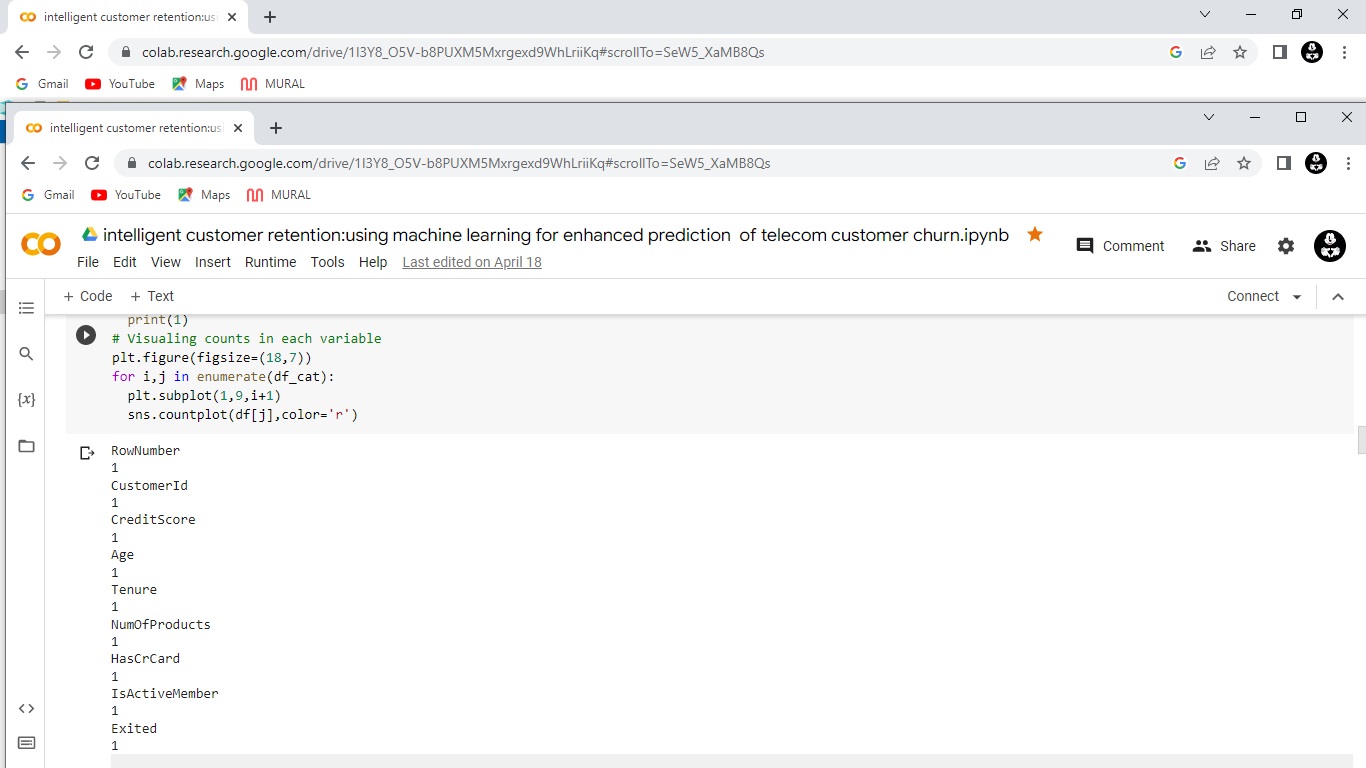 intelligent customer retention:us
colab.research.google.com/drive/1I3Y8_O5V-b8PUXM5Mxrgexd9WhLriiKq#scrollTo=SeW5_XaMB8Qs
Gmail YouTube Maps MURAL
intelligent customer retention:us
colab.research.google.com/drive/1I3Y8_O5V-b8PUXM5Mxrgexd9WhLriiKq#scrollTo=SeW5_XaMB8Qs
Gmail YouTube Maps MURAL
intelligent customer retention:using machine learning for enhanced prediction of telecom customer churn.ipynb
Comment Share
File Edit View Insert Runtime Tools Help Last edited on April 18
+ Code + Text Connect
print(1)
# Visualing counts in each variable
plt.figure(figsize=(18,7))
for i,j in enumerate(df_cat):
plt.subplot(1,9,i+1)
sns.countplot(df[j],color='r')
RowNumber
1
CustomerId
1
CreditScore
1
Age
1
Tenure
1
NumOfProducts
1
HasCrCard
1
IsActiveMember
1
Exited
1